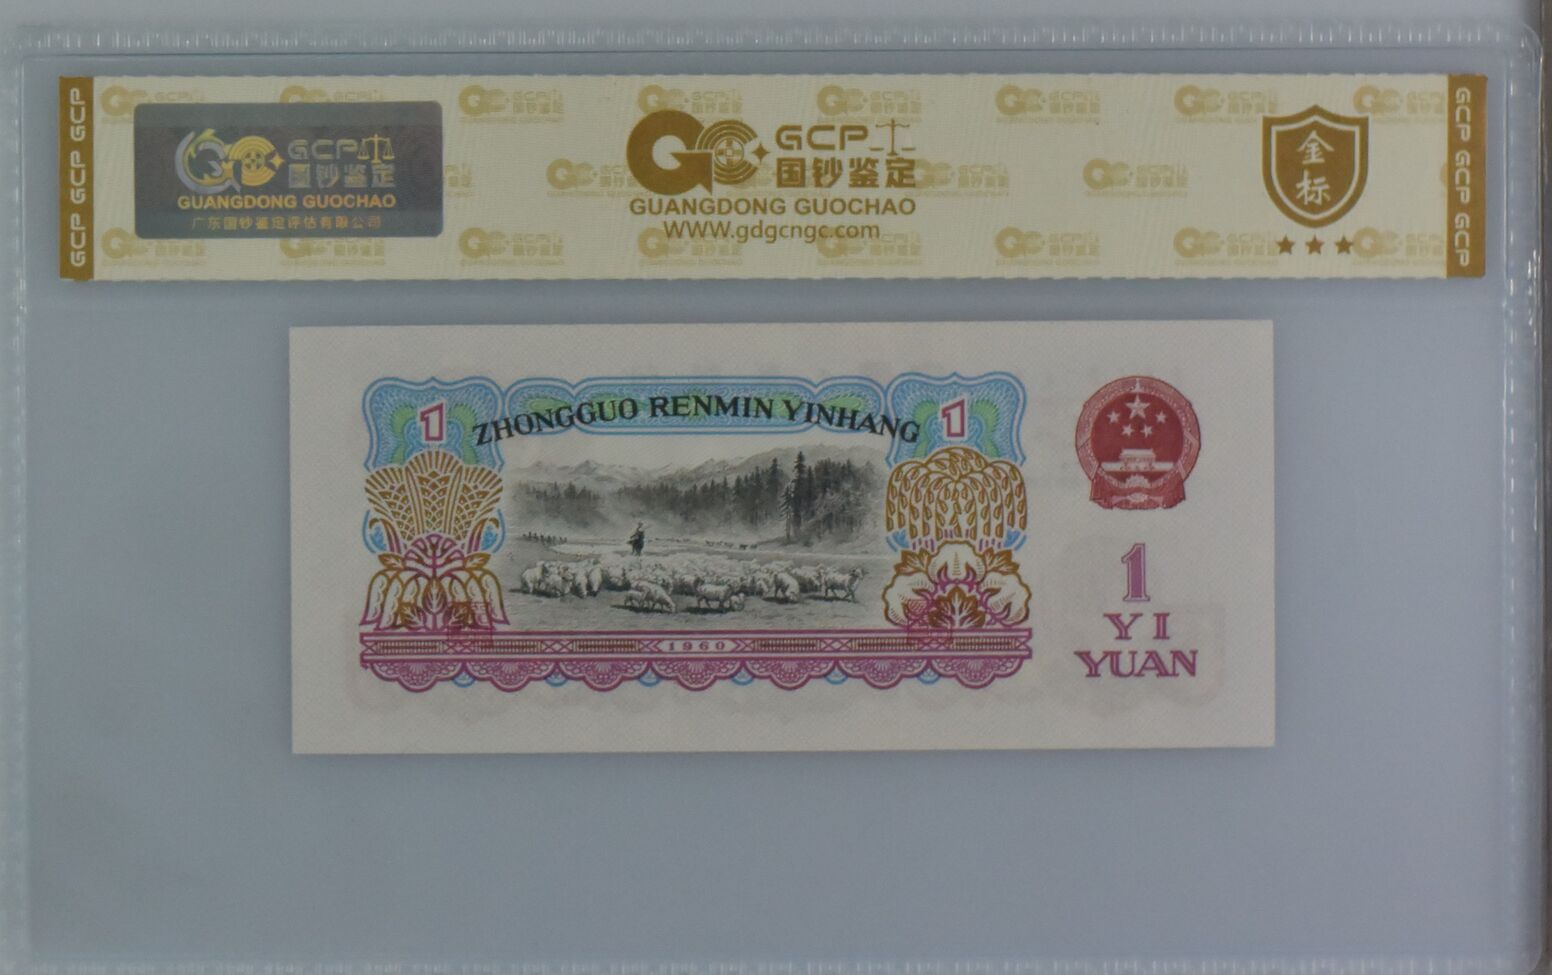 GCP GCP GCP
GCP 国钞鉴定
GUANGDONG GUOCHAO
广东国钞鉴定评估有限公司
GCP 国钞鉴定
GUANGDONG GUOCHAO
WWW.gdgcngc.com
金标
GCP GCP GCP
ZHONGGUO RENMIN YINHANG
1
1
1960
1
YI
YUAN